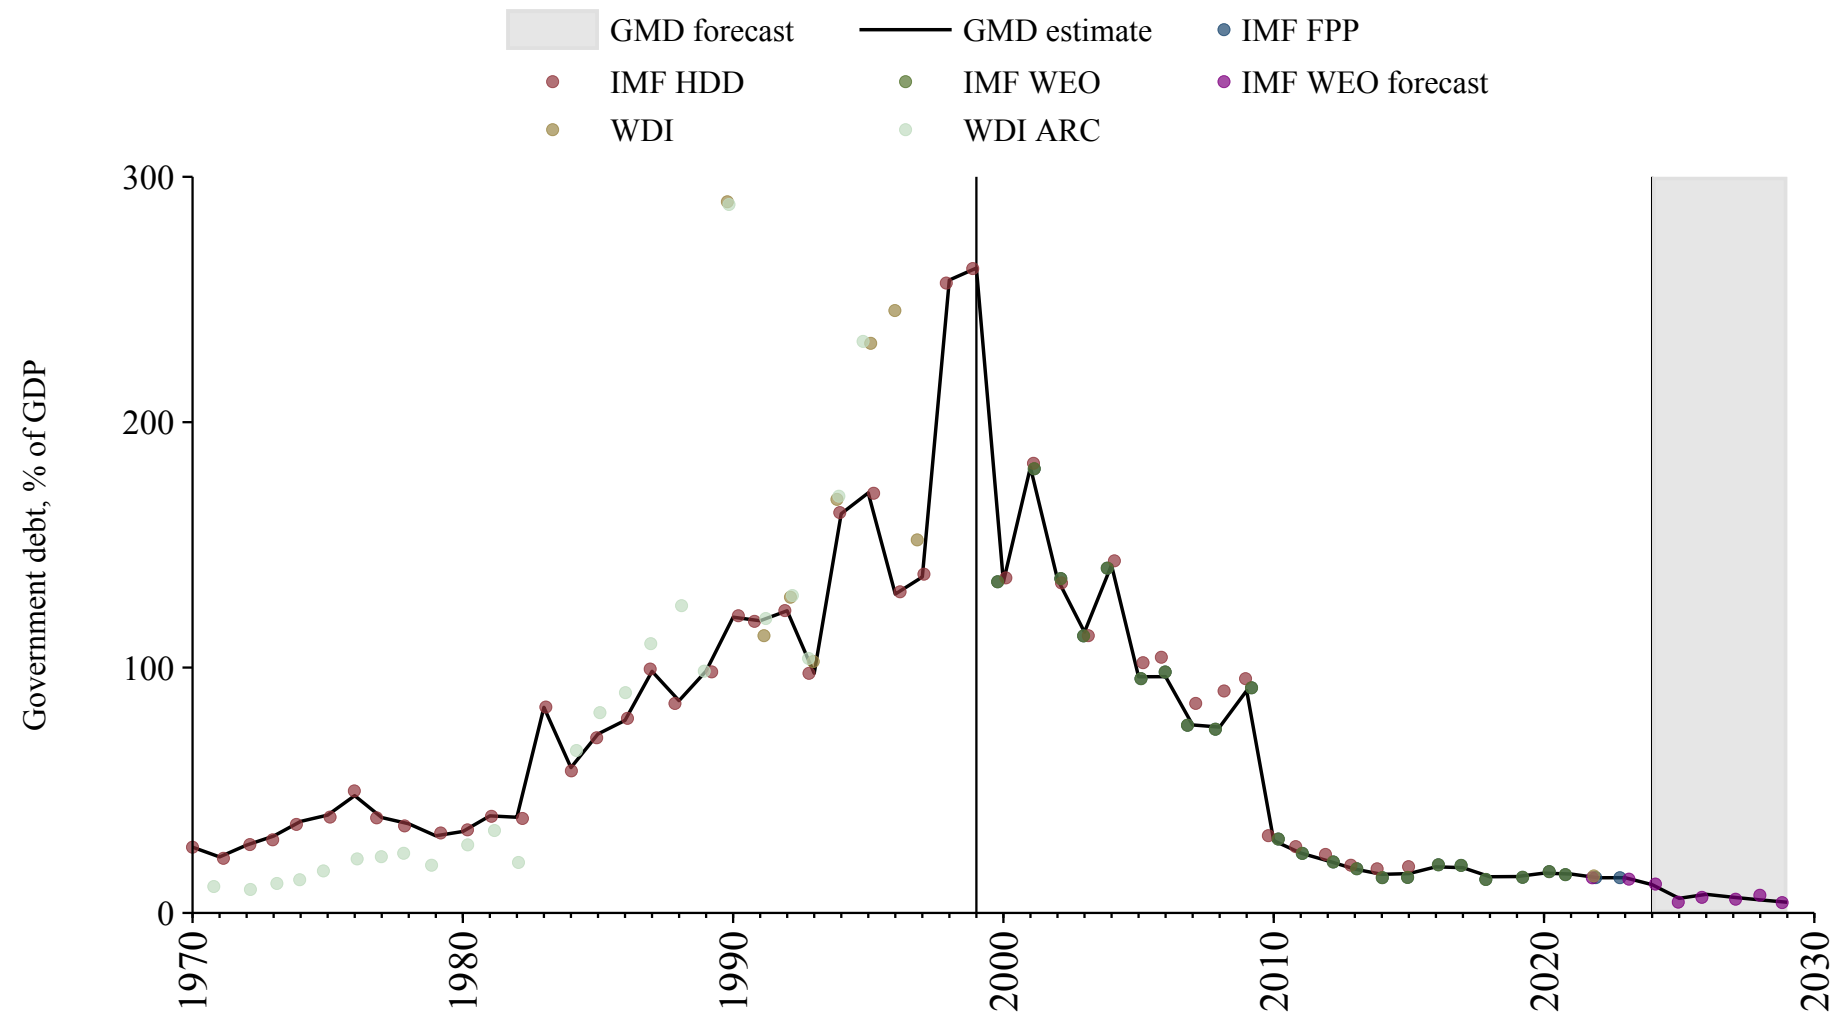 GMD forecast GMD estimate IMF FPP
IMF HDD IMF WEO IMF WEO forecast
WDI WDI ARC
Government debt, % of GDP
300
200
100
0
1970 1980 1990 2000 2010 2020 2030